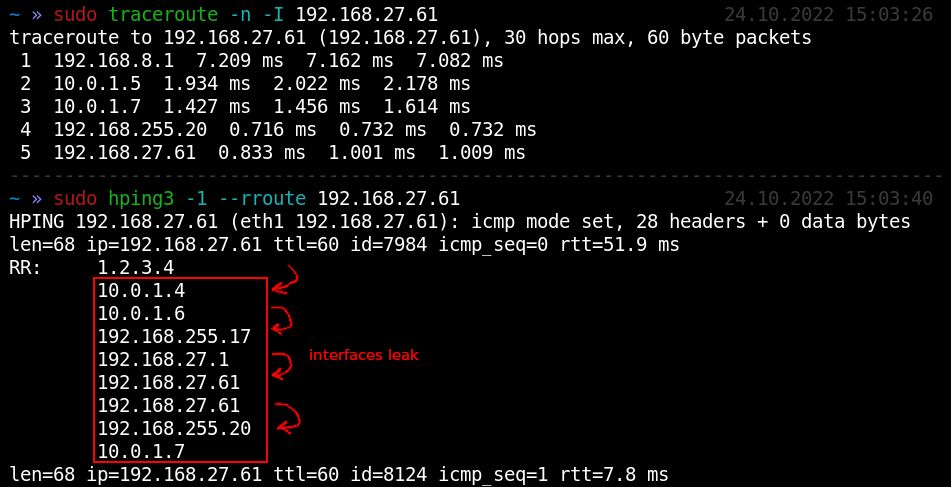 ~ » sudo traceroute -n -I 192.168.27.61 24.10.2022 15:03:26
traceroute to 192.168.27.61 (192.168.27.61), 30 hops max, 60 byte packets
1 192.168.8.1 7.209 ms 7.162 ms 7.082 ms
2 10.0.1.5 1.934 ms 2.022 ms 2.178 ms
3 10.0.1.7 1.427 ms 1.456 ms 1.614 ms
4 192.168.255.20 0.716 ms 0.732 ms 0.732 ms
5 192.168.27.61 0.833 ms 1.001 ms 1.009 ms
--------------------------------------------------------------------------------
~ » sudo hping3 -1 --rroute 192.168.27.61 24.10.2022 15:03:40
HPING 192.168.27.61 (eth1 192.168.27.61): icmp mode set, 28 headers + 0 data bytes
len=68 ip=192.168.27.61 ttl=60 id=7984 icmp_seq=0 rtt=51.9 ms
RR: 1.2.3.4
10.0.1.4
10.0.1.6
192.168.255.17
192.168.27.1
interfaces leak
192.168.27.61
192.168.27.61
192.168.255.20
10.0.1.7
len=68 ip=192.168.27.61 ttl=60 id=8124 icmp_seq=1 rtt=7.8 ms